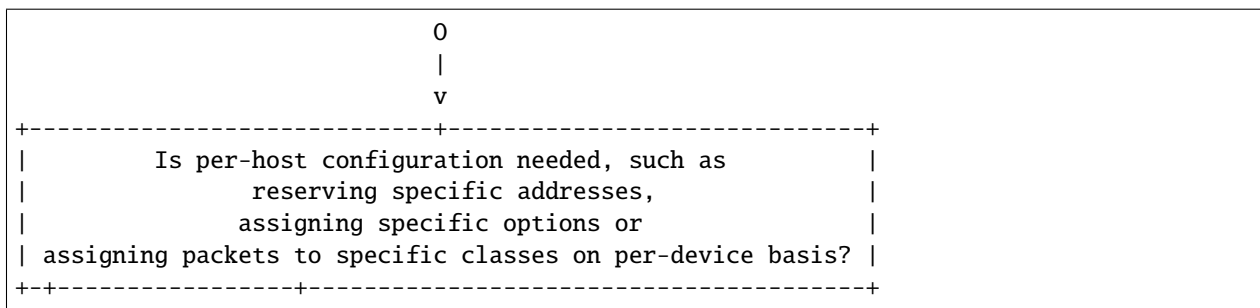 O
                              |
                              v
+-----------------------------+------------------------------+
|         Is per-host configuration needed, such as          |
|                reserving specific addresses,               |
|               assigning specific options or                |
| assigning packets to specific classes on per-device basis? |
+-+-----------------+----------------------------------------+